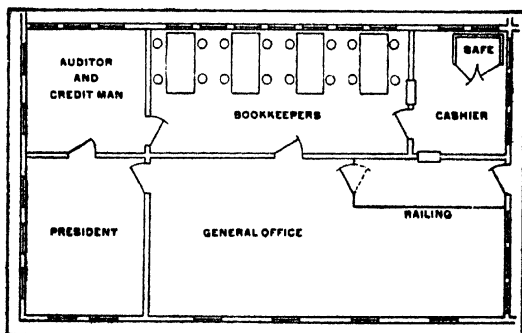 SAFE
AUDITOR
AND
CREDIT MAN
BOOKKEEPERS
CASHIER
RAILING
PRESIDENT
GENERAL OFFICE